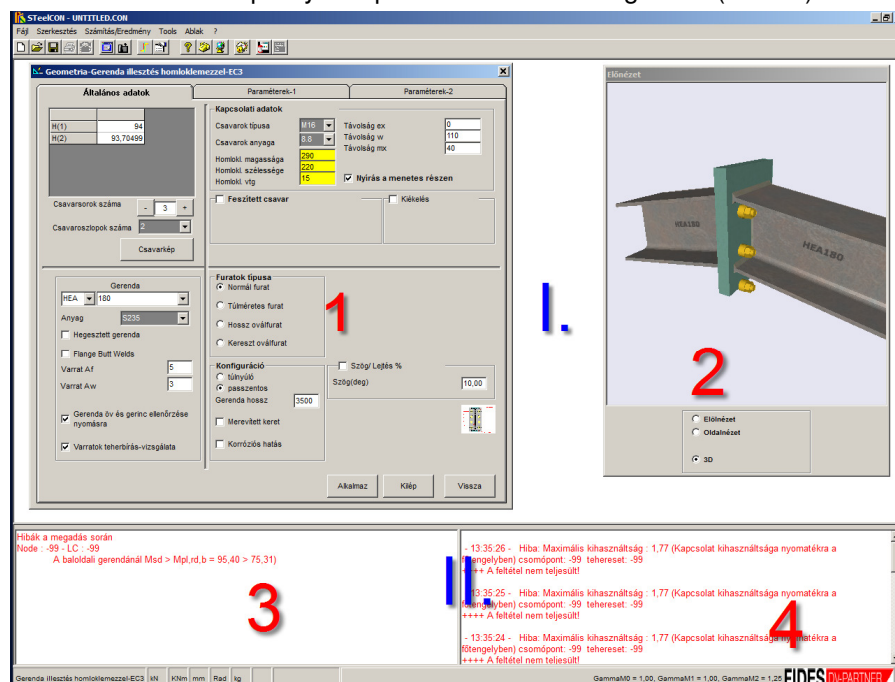 STeelCON - UNTITLED.CON
Fájl Szerkesztés Számítás/Eredmény Tools Ablak ?
Geometria-Gerenda illesztés homloklemezzel-EC3
Általános adatok
Paraméterek-1
Paraméterek-2
H(1) 94
H(2) 93,70499
Csavarsorok száma - 3 +
Csavaroszlopok száma 2
Csavarkép
Kapcsolati adatok
Csavarok típusa M16
Csavarok anyaga 8.8
Homlokl. magassága 290
Homlokl. szélessége 220
Homlokl. vtg 15
Távolság ex 0
Távolság w 110
Távolság mx 40
Nyírás a menetes részen
Feszített csavar
Kiékelés
Gerenda
HEA 180
Anyag S235
Hegesztett gerenda
Flange Butt Welds
Varrat Af 5
Varrat Aw 3
Gerenda öv és gerinc ellenőrzése
nyomásra
Varratok teherbírás-vizsgálata
Furatok típusa
Normál furat
Túlméretes furat
Hossz oválfurat
Kereszt oválfurat
1
Konfiguráció
túlnyúló
passzentos
Gerenda hossz 3500
Merevített keret
Korróziós hatás
Szög/ Lejtés %
Szög(deg) 10,00
Alkalmaz
Kilép
Vissza
I.
Előnézet
HEA180
HEA180
2
Elölnézet
Oldalnézet
3D
Hibák a megadás során
Node : -99 - LC : -99
A baloldali gerendánál Msd > Mpl,rd,b = 95,40 > 75,31)
3
II.
- 13:35:26 - Hiba: Maximális kihasználtság : 1,77 (Kapcsolat kihasználtsága nyomatékra a
főtengelyben) csomópont: -99 tehereset: -99
++++ A feltétel nem teljesült!
- 13:35:25 - Hiba: Maximális kihasználtság : 1,77 (Kapcsolat kihasználtsága nyomatékra a
főtengelyben) csomópont: -99 tehereset: -99
++++ A feltétel nem teljesült!
- 13:35:24 - Hiba: Maximális kihasználtság : 1,77 (Kapcsolat kihasználtsága nyomatékra a
főtengelyben) csomópont: -99 tehereset: -99
++++ A feltétel nem teljesült!
4
Gerenda illesztés homloklemezzel-EC3 kN KNm mm Rad kg
GammaM0 = 1,00, GammaM1 = 1,00, GammaM2 = 1,25
FIDES DV-PARTNER